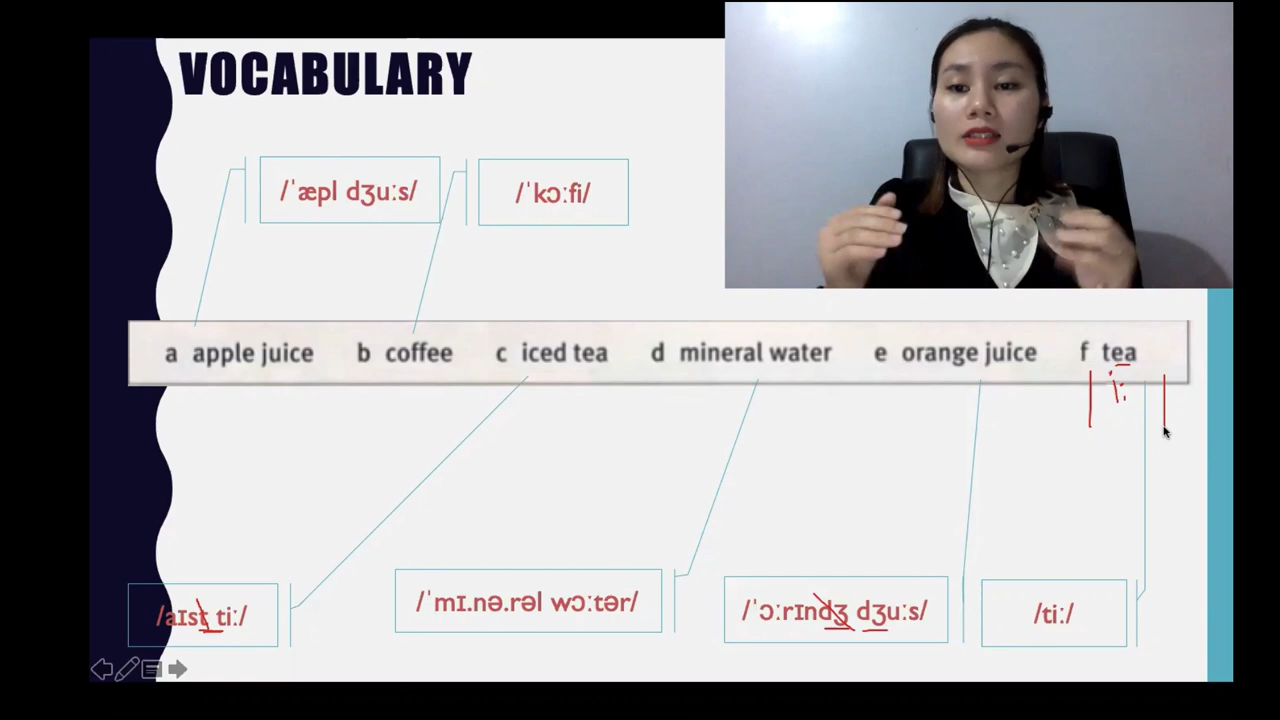 VOCABULARY
/ˈæpl dʒuːs/
/ˈkɔːfi/
a apple juice b coffee c iced tea d mineral water e orange juice f tea
iː
/aɪst tiː/
/ˈmɪ.nə.rəl wɔːtər/
/ˈɔːrɪndʒ dʒuːs/
/tiː/